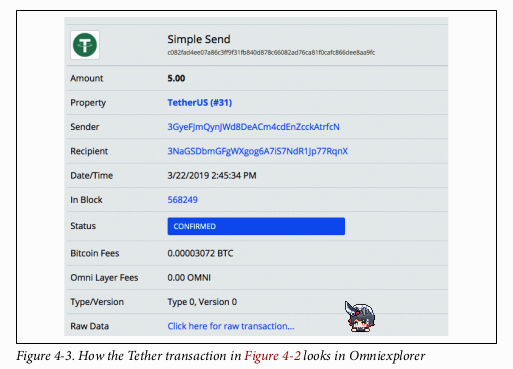 Simple Send
c082fad4ee07a86c3ff9f31fb840d878c66082ad76ca81f0cafc866dee8aa9fc
Amount 5.00
Property TetherUS (#31)
Sender 3GyeFJmQynJWd8DeACm4cdEnZcckAtrfcN
Recipient 3NaGSDbmGFgWXgog6A7iS7NdR1Jp77RqnX
Date/Time 3/22/2019 2:45:34 PM
In Block 568249
Status CONFIRMED
Bitcoin Fees 0.00003072 BTC
Omni Layer Fees 0.00 OMNI
Type/Version Type 0, Version 0
Raw Data Click here for raw transaction...
Figure 4-3. How the Tether transaction in Figure 4-2 looks in Omniexplorer